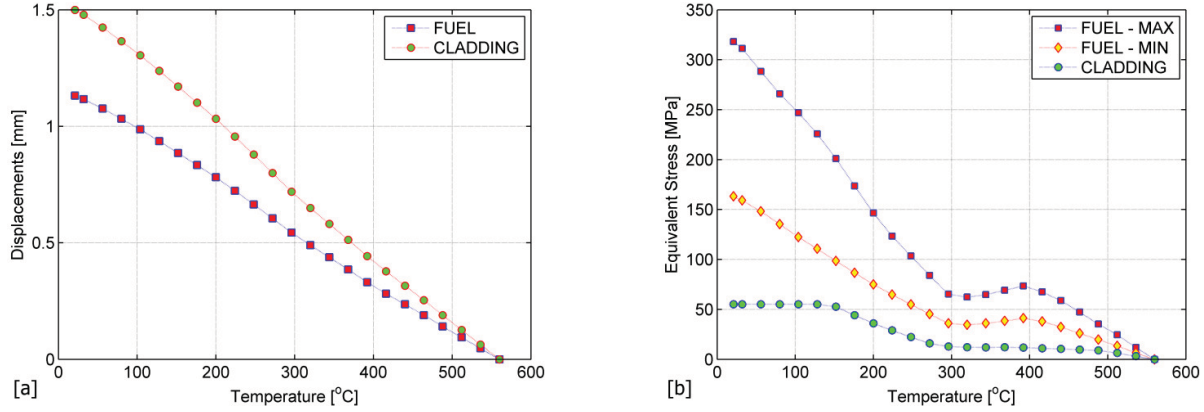 1.5
1
0.5
0
0 100 200 300 400 500 600
Displacements [mm]
Temperature [°C]
FUEL
CLADDING
[a]
350
300
250
200
150
100
50
0
0 100 200 300 400 500 600
Equivalent Stress [MPa]
Temperature [°C]
FUEL - MAX
FUEL - MIN
CLADDING
[b]